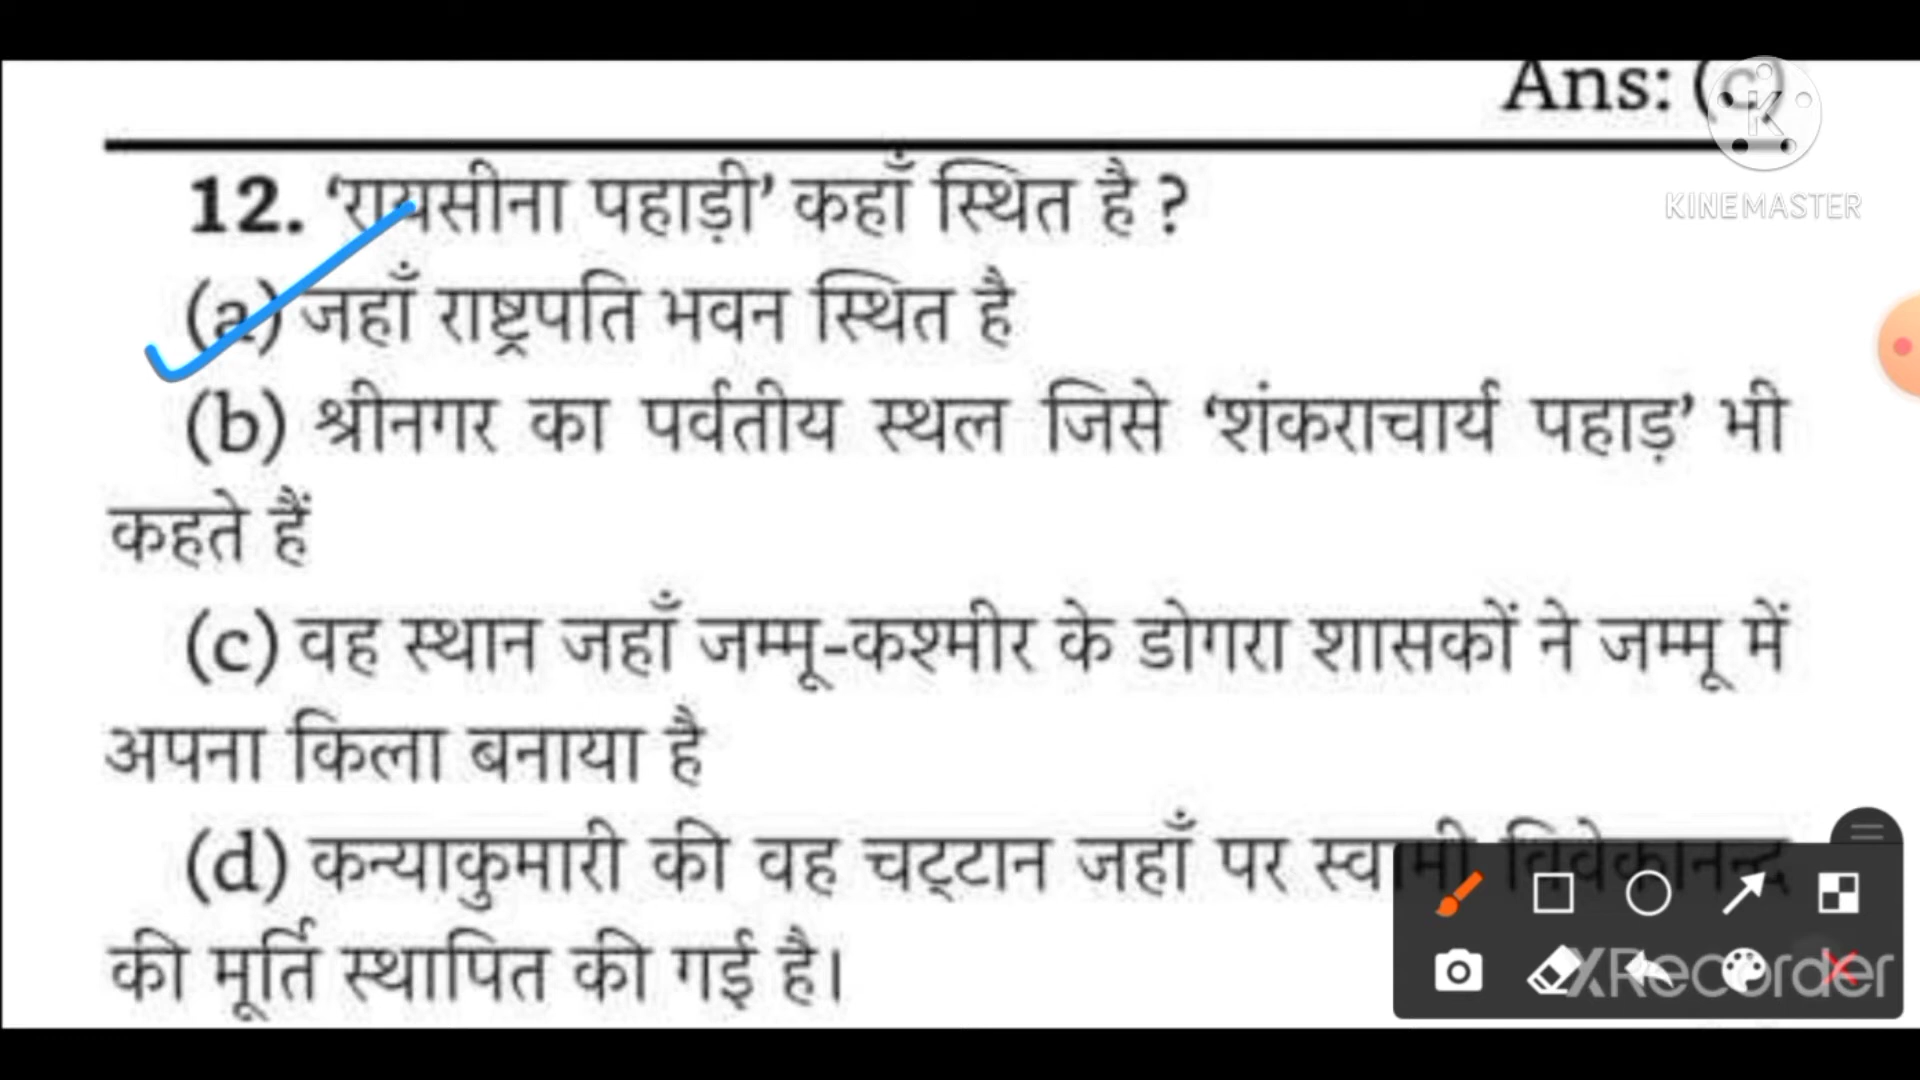 Ans: (c)
KINEMASTER
12. ‘रायसीना पहाड़ी’ कहाँ स्थित है ?
(a) जहाँ राष्ट्रपति भवन स्थित है
(b) श्रीनगर का पर्वतीय स्थल जिसे ‘शंकराचार्य पहाड़’ भी
कहते हैं
(c) वह स्थान जहाँ जम्मू-कश्मीर के डोगरा शासकों ने जम्मू में
अपना किला बनाया है
(d) कन्याकुमारी की वह चट्टान जहाँ पर स्वामी विवेकानन्द
की मूर्ति स्थापित की गई है।
XRecorder